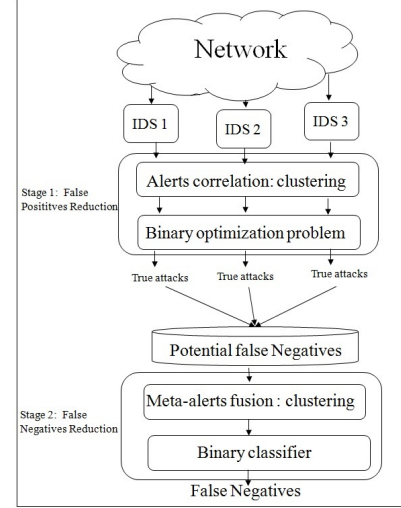 Network
IDS 1
IDS 2
IDS 3
Stage 1: False
Posititves Reduction
Alerts correlation: clustering
Binary optimization problem
True attacks
True attacks
True attacks
Potential false Negatives
Stage 2: False
Negatives Reduction
Meta-alerts fusion : clustering
Binary classifier
False Negatives